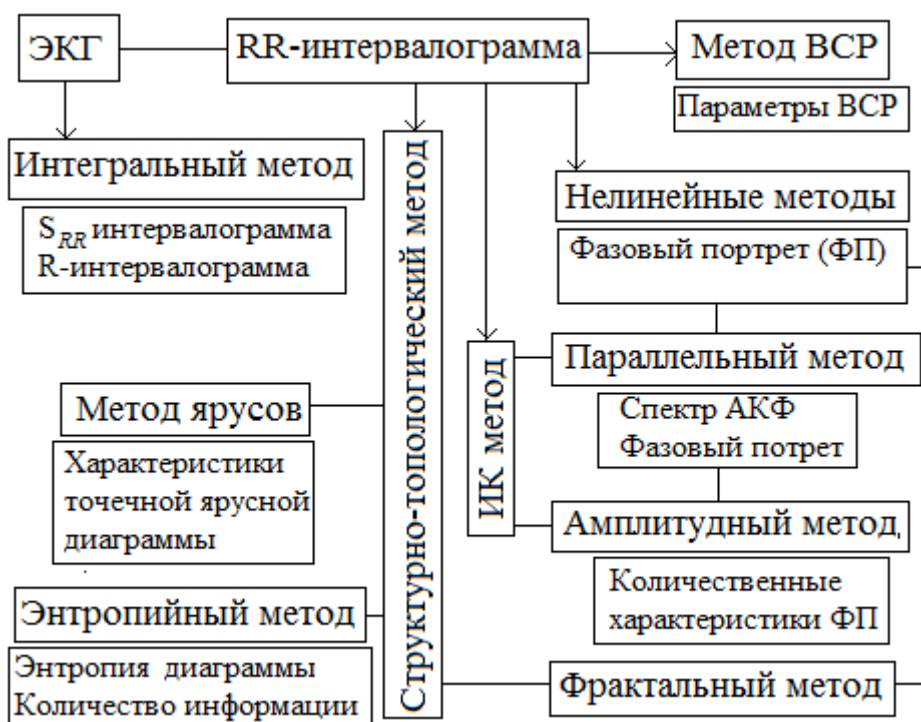 ЭКГ
RR-интервалограмма
Метод ВСР
Параметры ВСР
Интегральный метод
S_RR интервалограмма
R-интервалограмма
Структурно-топологический метод
Нелинейные методы
Фазовый портрет (ФП)
ИК метод
Параллельный метод
Спектр АКФ
Фазовый потрет
Метод ярусов
Характеристики
точечной ярусной
диаграммы
Амплитудный метод
Количественные
характеристики ФП
Энтропийный метод
Энтропия диаграммы
Количество информации
Фрактальный метод